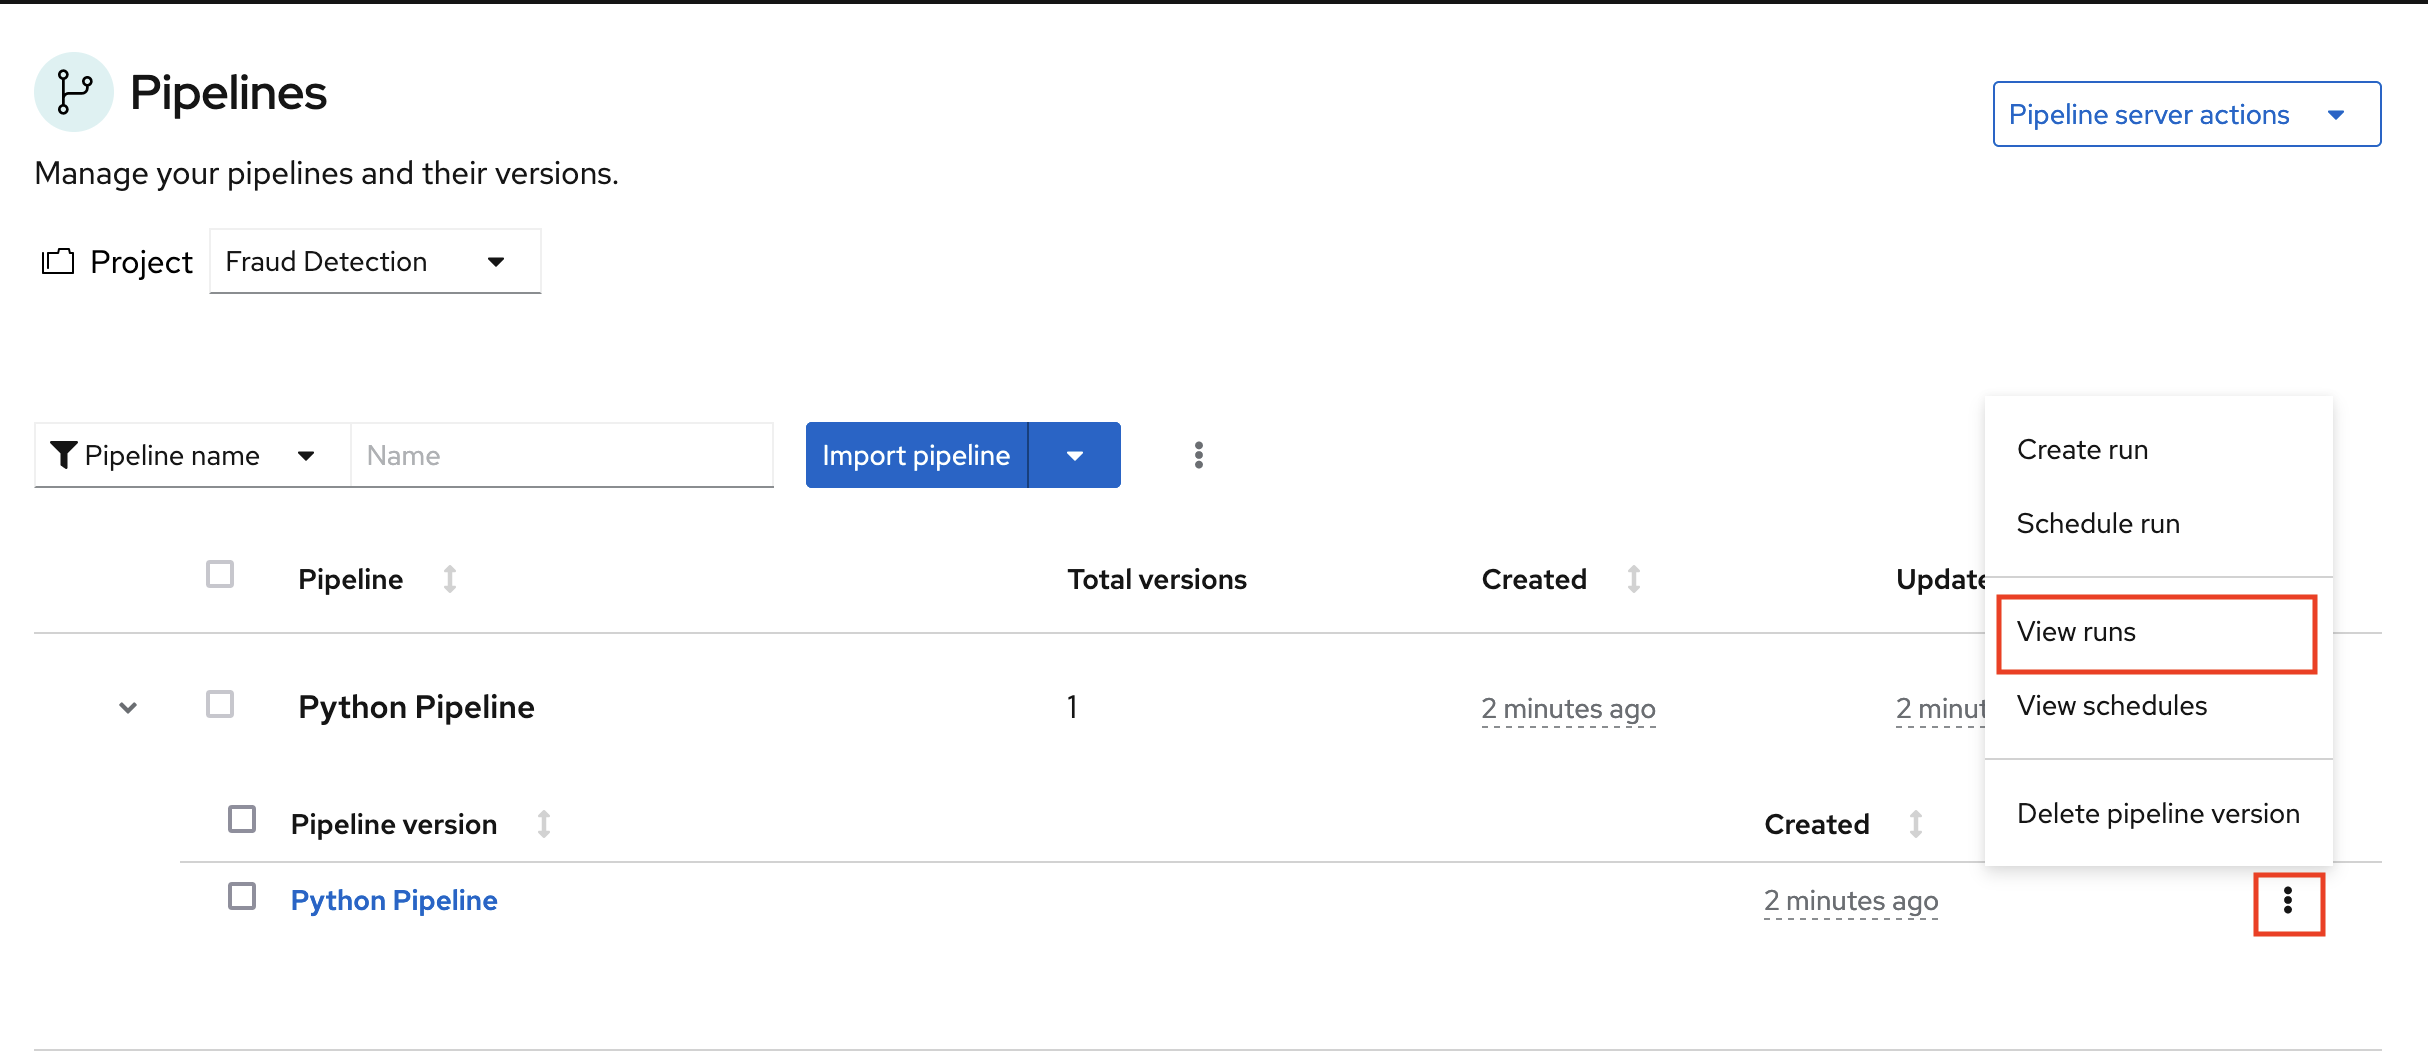 Pipelines
Pipeline server actions
Manage your pipelines and their versions.
Project Fraud Detection
Pipeline name Name Import pipeline
Create run
Schedule run
View runs
View schedules
Delete pipeline version
Pipeline Total versions Created Update
Python Pipeline 1 2 minutes ago 2 minut
Pipeline version Created
Python Pipeline 2 minutes ago